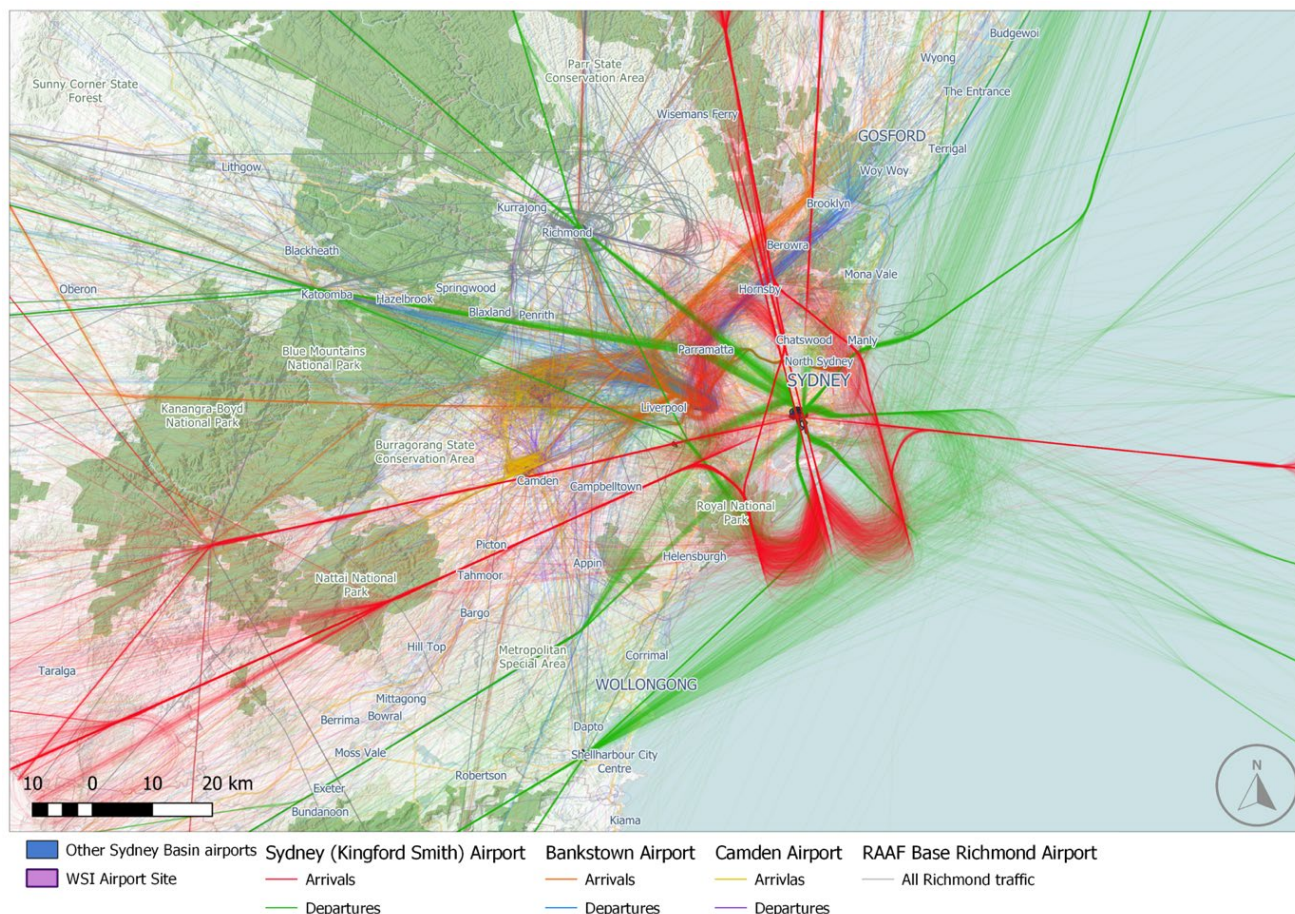 Budgewoi
Wyong
Parr State
Conservation Area
Sunny Corner State
Forest
The Entrance
Wisemans Ferry
GOSFORD
Terrigal
Lithgow
Woy Woy
Kurrajong
Brooklyn
Richmond
Berowra
Blackheath
Mona Vale
Oberon
Springwood
Hornsby
Katoomba
Hazelbrook
Blaxland
Penrith
Chatswood
Manly
Parramatta
Blue Mountains
National Park
North Sydney
SYDNEY
Kanangra-Boyd
National Park
Liverpool
Burragorang State
Conservation Area
Camden
Campbelltown
Royal National
Park
Picton
Helensburgh
Appin
Nattai National
Park
Tahmoor
Bargo
Hill Top
Metropolitan
Special Area
Corrimal
Taralga
WOLLONGONG
Mittagong
Berrima
Bowral
Dapto
Moss Vale
Shellharbour City
Centre
Robertson
Exeter
Bundanoon
Kiama
10 0 10 20 km
N
Other Sydney Basin airports
WSI Airport Site
Sydney (Kingford Smith) Airport
Arrivals
Departures
Bankstown Airport
Arrivals
Departures
Camden Airport
Arrivlas
Departures
RAAF Base Richmond Airport
All Richmond traffic